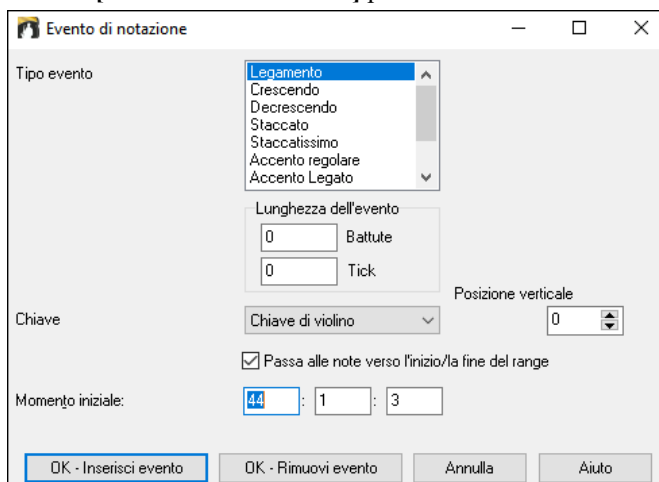 Evento di notazione
Tipo evento
Legamento
Crescendo
Decrescendo
Staccato
Staccatissimo
Accento regolare
Accento Legato
Lunghezza dell'evento
0 Battute
0 Tick
Posizione verticale
Chiave Chiave di violino 0
Passa alle note verso l'inizio/la fine del range
Momento iniziale: 44 : 1 : 3
OK - Inserisci evento OK - Rimuovi evento Annulla Aiuto